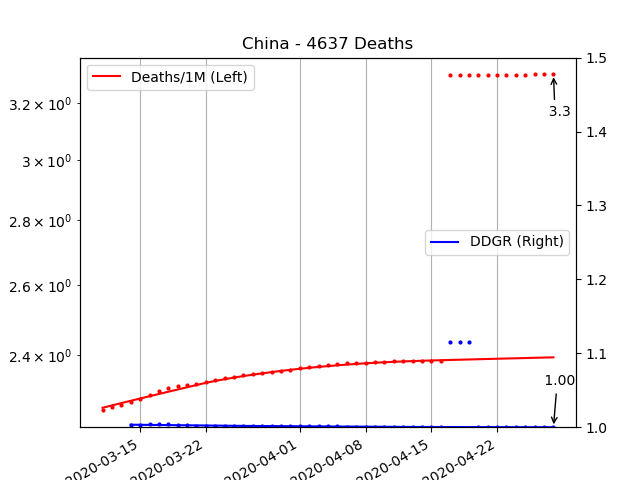 China - 4637 Deaths
Deaths/1M (Left)
DDGR (Right)
3.3
1.00
3.2 × 10⁰
3 × 10⁰
2.8 × 10⁰
2.6 × 10⁰
2.4 × 10⁰
1.5
1.4
1.3
1.2
1.1
1.0
2020-03-15
2020-03-22
2020-04-01
2020-04-08
2020-04-15
2020-04-22